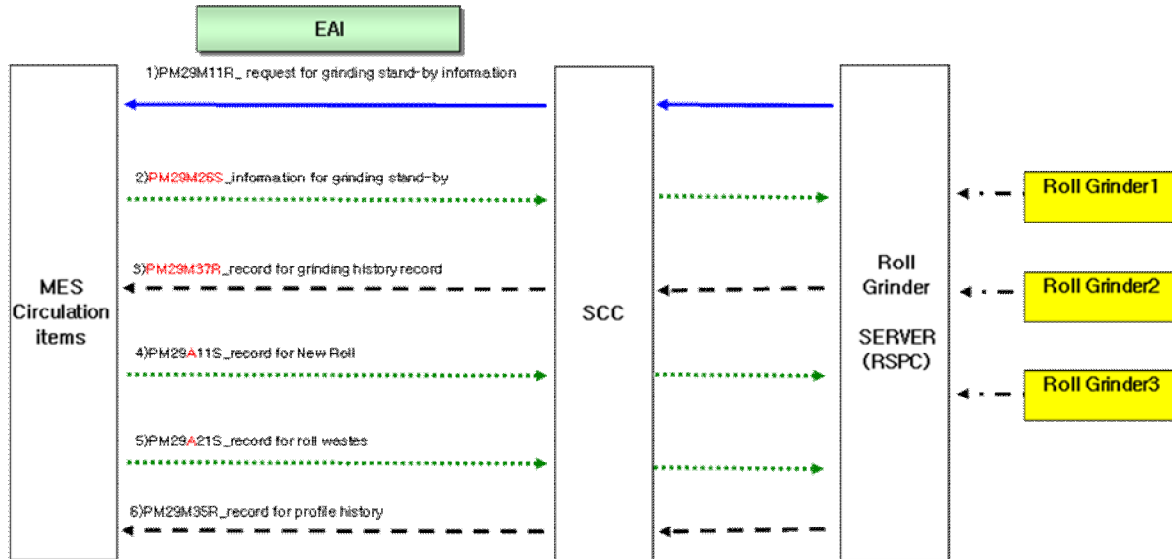 EAI
1)PM29M11R_ request for grinding stand-by information
2)PM29M26S_information for grinding stand-by
Roll Grinder1
3)PM29M37R_record for grinding history record
MES
Circulation
items
SCC
Roll
Grinder
SERVER
(RSPC)
Roll Grinder2
4)PM29A11S_record for New Roll
Roll Grinder3
5)PM29A21S_record for roll wastes
6)PM29M35R_record for profile history